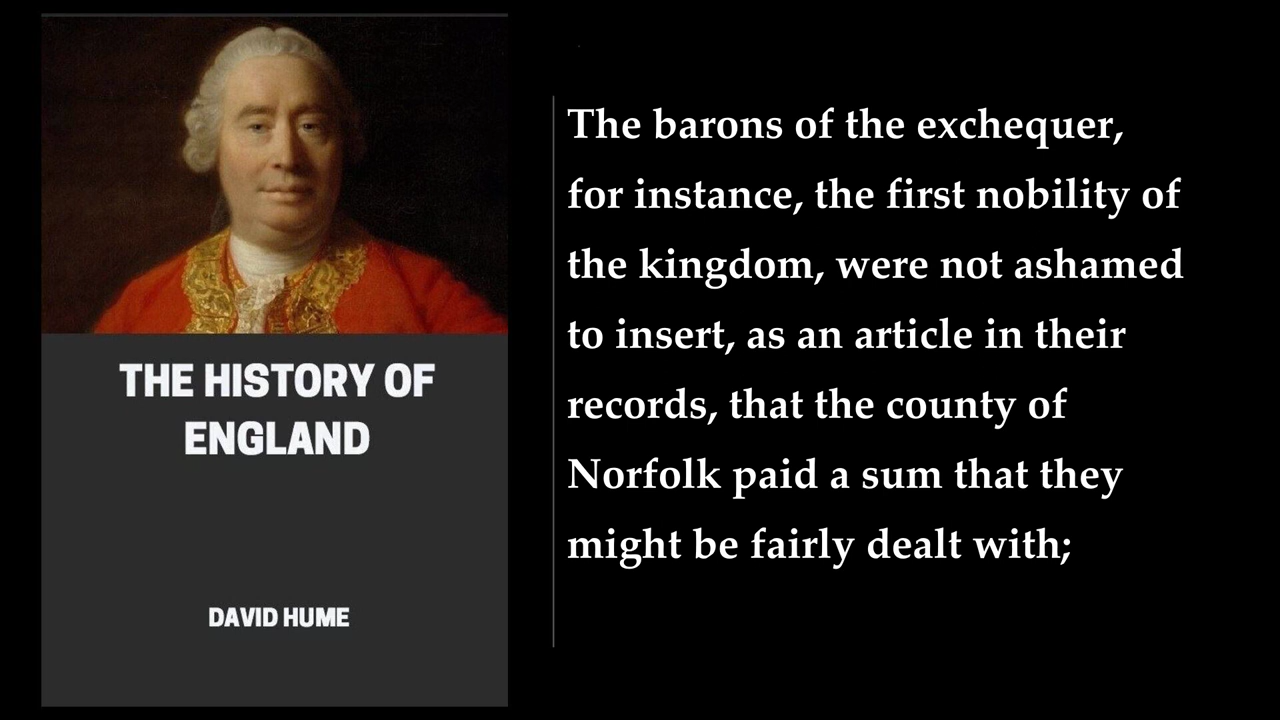 THE HISTORY OF
ENGLAND
DAVID HUME
The barons of the exchequer,
for instance, the first nobility of
the kingdom, were not ashamed
to insert, as an article in their
records, that the county of
Norfolk paid a sum that they
might be fairly dealt with;